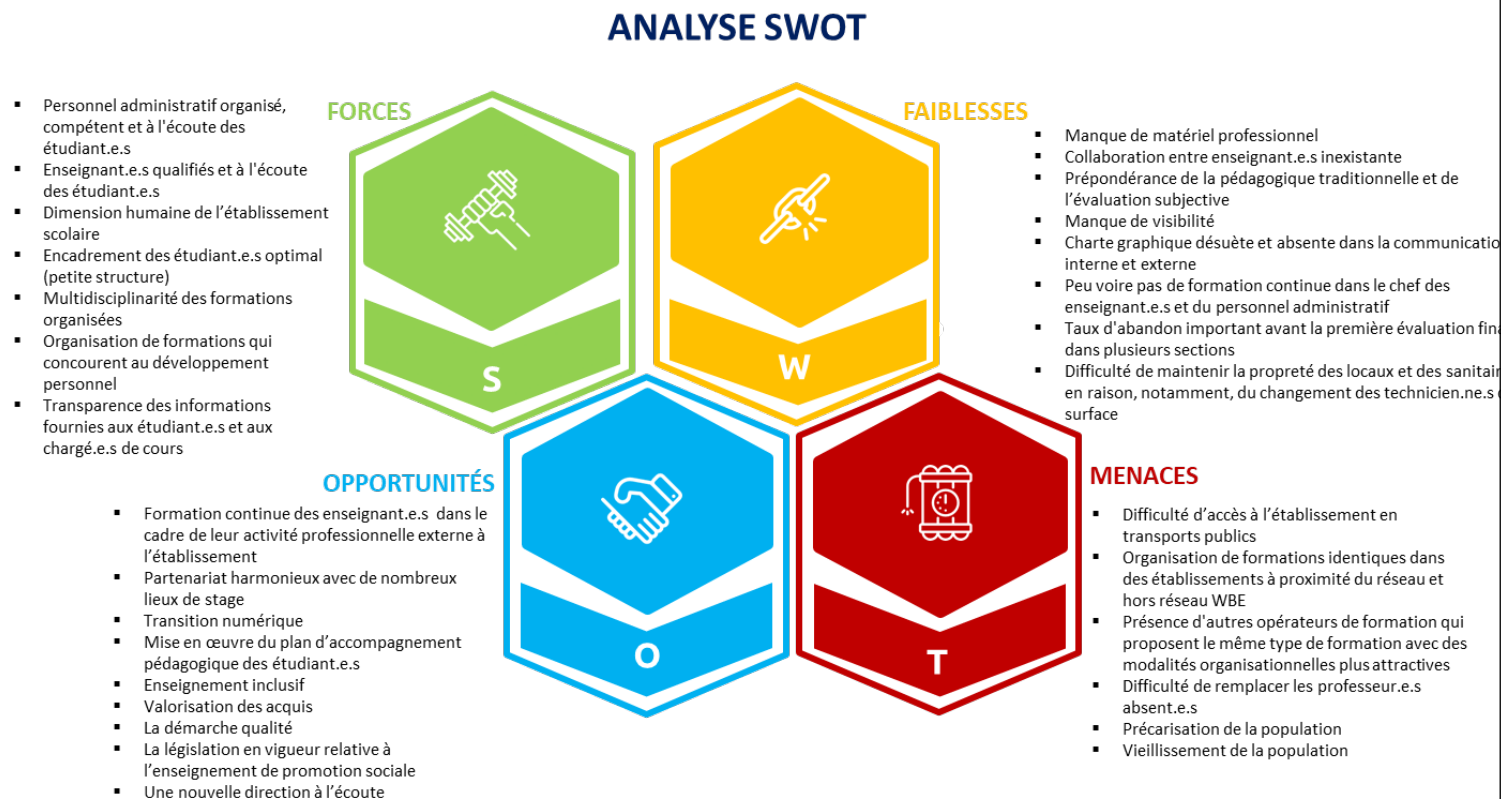 ANALYSE SWOT
FORCES
▪ Personnel administratif organisé,
compétent et à l'écoute des
étudiant.e.s
▪ Enseignant.e.s qualifiés et à l'écoute
des étudiant.e.s
▪ Dimension humaine de l'établissement
scolaire
▪ Encadrement des étudiant.e.s optimal
(petite structure)
▪ Multidisciplinarité des formations
organisées
▪ Organisation de formations qui
concourent au développement
personnel
▪ Transparence des informations
fournies aux étudiant.e.s et aux
chargé.e.s de cours
S
FAIBLESSES
▪ Manque de matériel professionnel
▪ Collaboration entre enseignant.e.s inexistante
▪ Prépondérance de la pédagogique traditionnelle et de
l'évaluation subjective
▪ Manque de visibilité
▪ Charte graphique désuète et absente dans la communicatio
interne et externe
▪ Peu voire pas de formation continue dans le chef des
enseignant.e.s et du personnel administratif
▪ Taux d'abandon important avant la première évaluation fina
dans plusieurs sections
▪ Difficulté de maintenir la propreté des locaux et des sanitair
en raison, notamment, du changement des technicien.ne.s
surface
W
OPPORTUNITÉS
▪ Formation continue des enseignant.e.s dans le
cadre de leur activité professionnelle externe à
l'établissement
▪ Partenariat harmonieux avec de nombreux
lieux de stage
▪ Transition numérique
▪ Mise en œuvre du plan d'accompagnement
pédagogique des étudiant.e.s
▪ Enseignement inclusif
▪ Valorisation des acquis
▪ La démarche qualité
▪ La législation en vigueur relative à
l'enseignement de promotion sociale
▪ Une nouvelle direction à l'écoute
O
MENACES
▪ Difficulté d'accès à l'établissement en
transports publics
▪ Organisation de formations identiques dans
des établissements à proximité du réseau et
hors réseau WBE
▪ Présence d'autres opérateurs de formation qui
proposent le même type de formation avec des
modalités organisationnelles plus attractives
▪ Difficulté de remplacer les professeur.e.s
absent.e.s
▪ Précarisation de la population
▪ Vieillissement de la population
T